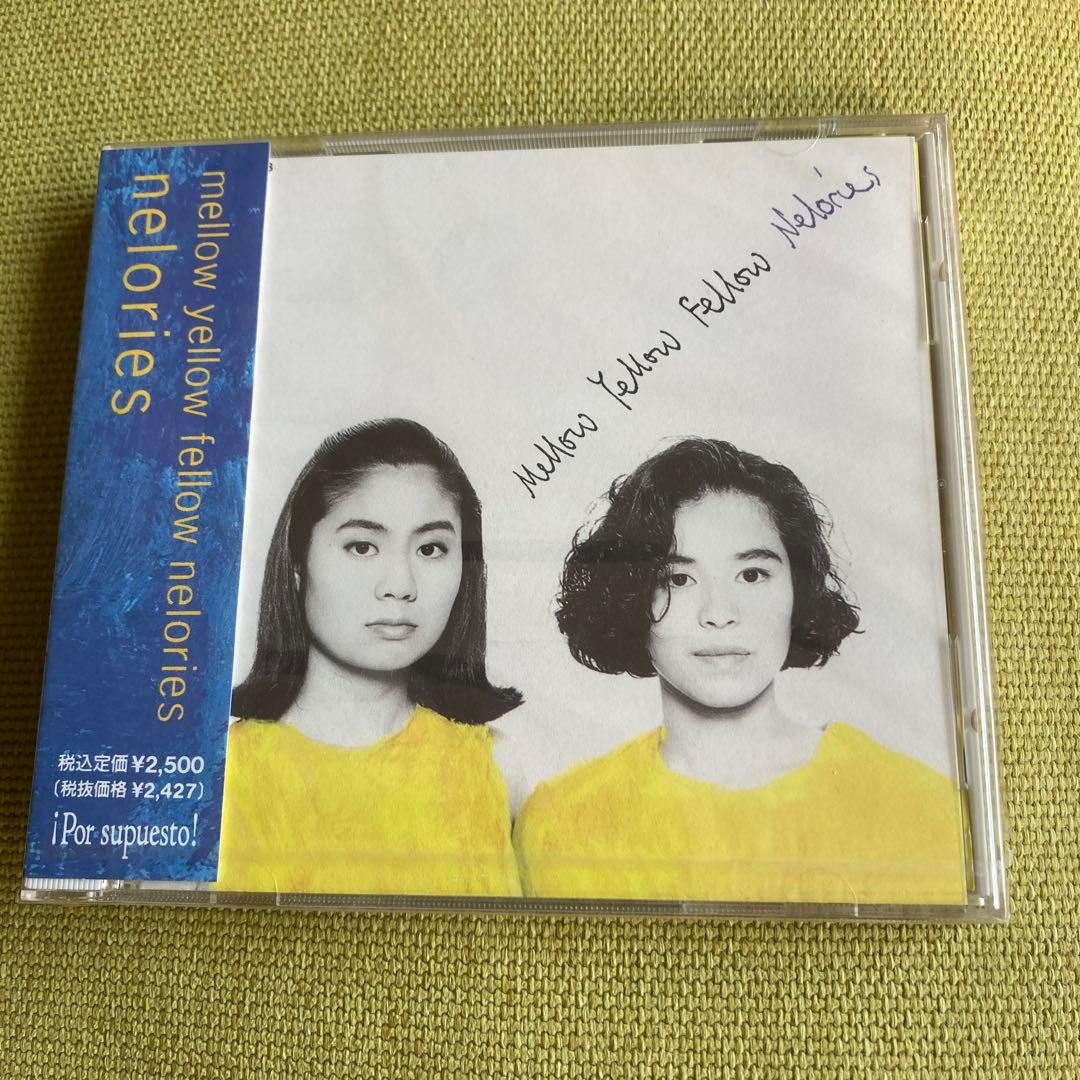 nelories
mellow yellow fellow nelories
税込定価¥2,500
(税抜価格 ¥2,427)
¡Por supuesto!
Mellow Yellow Fellow Nelories